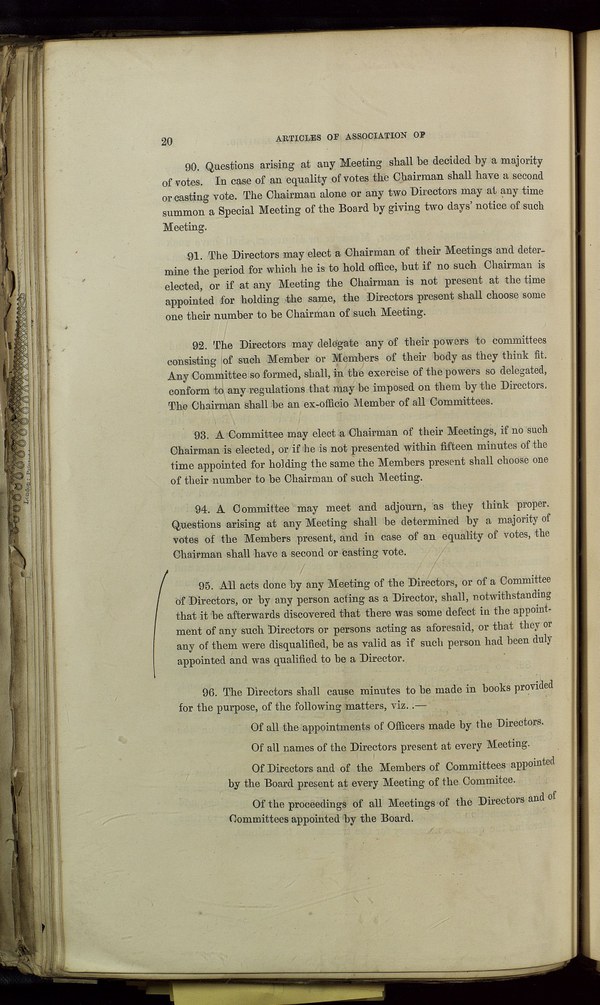 20
ARTICLES OF ASSOCIATION OF
90. Questions arising at any Meeting shall be decided by a majority
of votes. In case of an equality of votes the Chairman shall have a second
or casting vote. The Chairman alone or any two Directors may at any time
summon a Special Meeting of the Board by giving two days' notice of such
Meeting.
91. The Directors may elect a Chairman of their Meetings and deter-
mine the period for which he is to hold office, but if no such Chairman is
elected, or if at any Meeting the Chairman is not present at the time
appointed for holding the same, the Directors present shall choose some
one their number to be Chairman of such Meeting.
92. The Directors may delegate any of their powers to committees
consisting of such Member or Members of their body as they think fit.
Any Committee so formed, shall, in the exercise of the powers so delegated,
conform to any regulations that may be imposed on them by the Directors.
The Chairman shall be an ex-officio Member of all Committees.
93. A Committee may elect a Chairman of their Meetings, if no such
Chairman is elected, or if he is not presented within fifteen minutes of the
time appointed for holding the same the Members present shall choose one
of their number to be Chairman of such Meeting.
94. A Committee may meet and adjourn, as they think proper.
Questions arising at any Meeting shall be determined by a majority of
votes of the Members present, and in case of an equality of votes, the
Chairman shall have a second or casting vote.
95. All acts done by any Meeting of the Directors, or of a Committee
of Directors, or by any person acting as a Director, shall, notwithstanding
that it be afterwards discovered that there was some defect in the appoint-
ment of any such Directors or persons acting as aforesaid, or that they or
any of them were disqualified, be as valid as if such person had been duly
appointed and was qualified to be a Director.
96. The Directors shall cause minutes to be made in books provided
for the purpose, of the following matters, viz. .—
Of all the appointments of Officers made by the Directors.
Of all names of the Directors present at every Meeting.
Of Directors and of the Members of Committees appointed
by the Board present at every Meeting of the Commitee.
Of the proceedings of all Meetings of the Directors and of
Committees appointed by the Board.